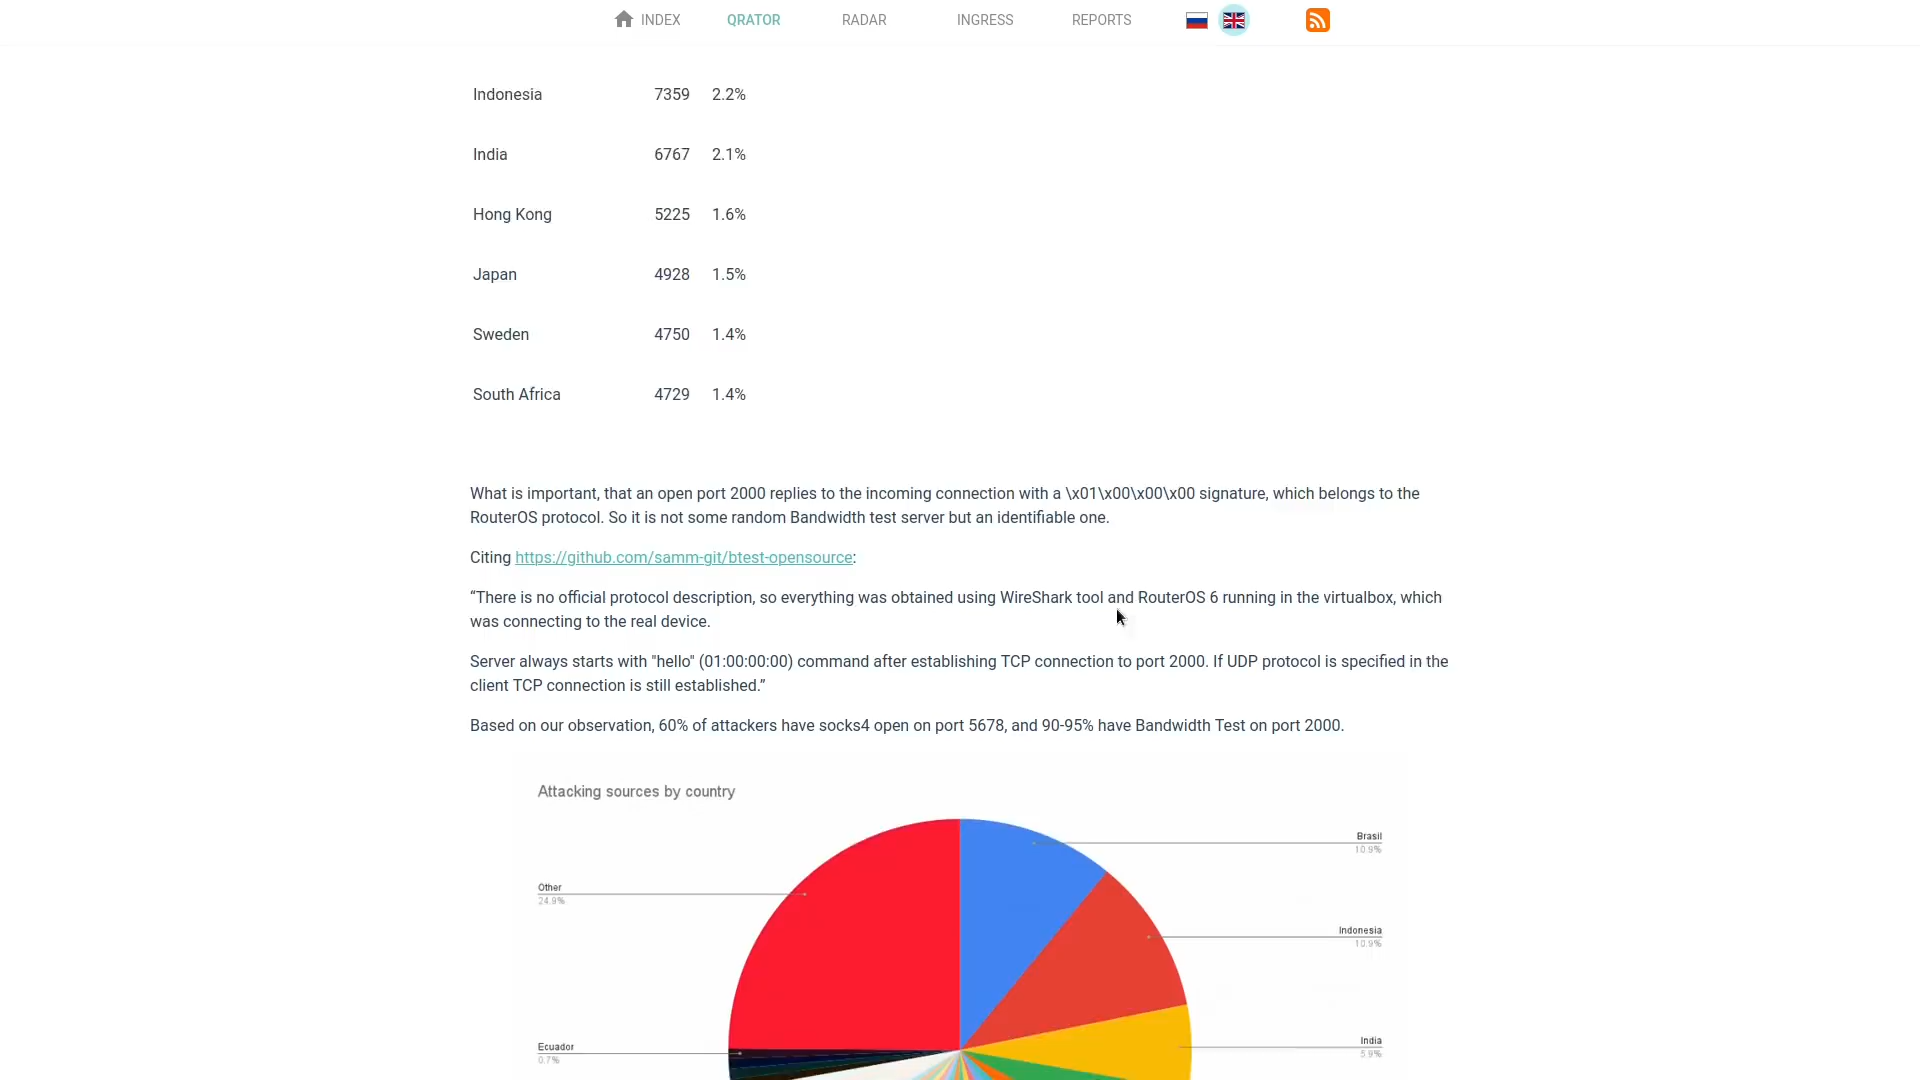 INDEX QRATOR RADAR INGRESS REPORTS
Indonesia 7359 2.2%
India 6767 2.1%
Hong Kong 5225 1.6%
Japan 4928 1.5%
Sweden 4750 1.4%
South Africa 4729 1.4%
What is important, that an open port 2000 replies to the incoming connection with a \x01\x00\x00\x00 signature, which belongs to the
RouterOS protocol. So it is not some random Bandwidth test server but an identifiable one.
Citing https://github.com/samm-git/btest-opensource:
“There is no official protocol description, so everything was obtained using WireShark tool and RouterOS 6 running in the virtualbox, which
was connecting to the real device.
Server always starts with "hello" (01:00:00:00) command after establishing TCP connection to port 2000. If UDP protocol is specified in the
client TCP connection is still established.”
Based on our observation, 60% of attackers have socks4 open on port 5678, and 90-95% have Bandwidth Test on port 2000.
Attacking sources by country
Brasil
10.9%
Other
24.9%
Indonesia
10.9%
India
5.9%
Ecuador
0.7%